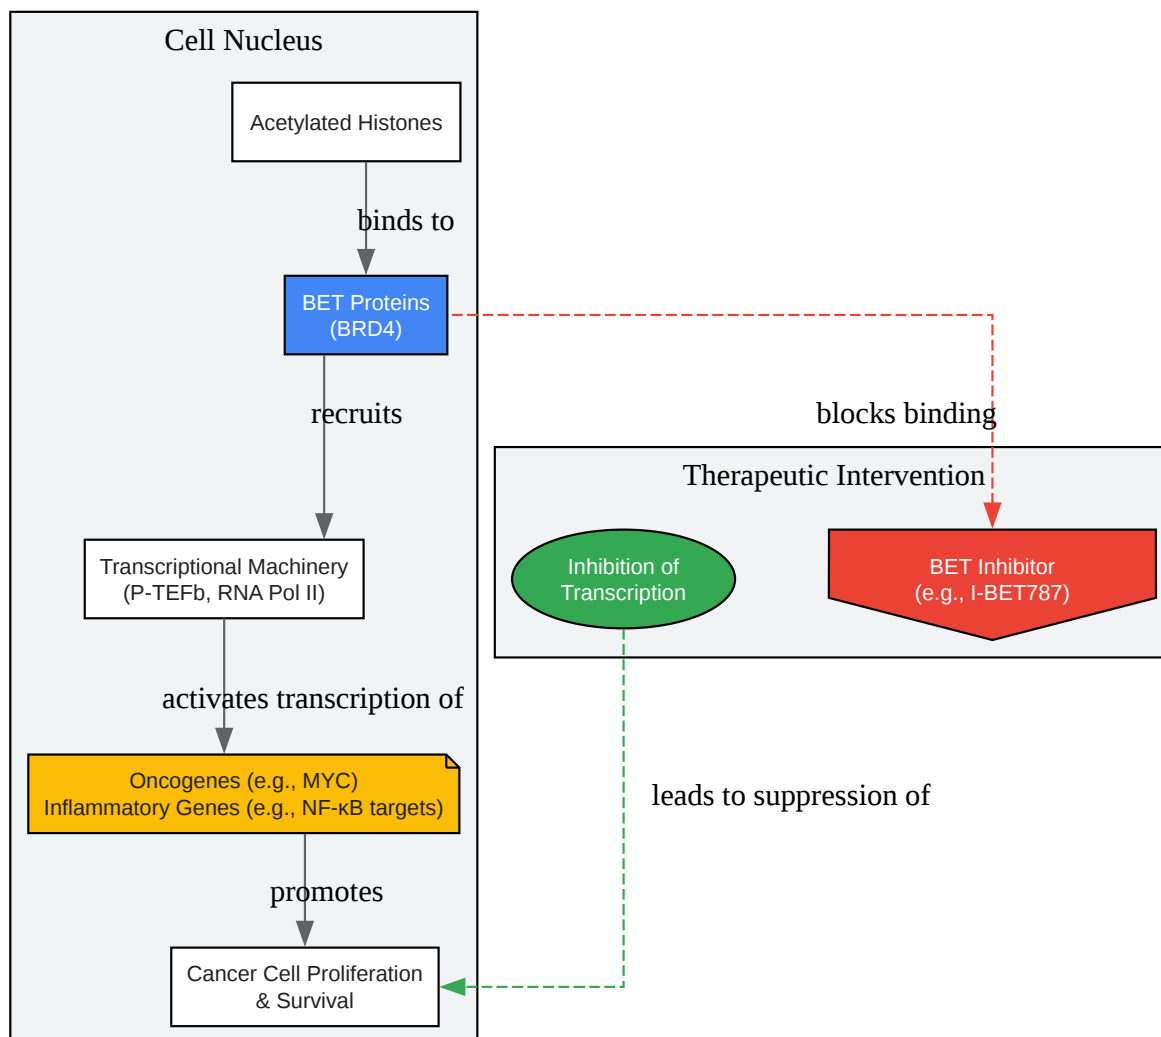 Cell Nucleus
Acetylated Histones
binds to
BET Proteins
(BRD4)
recruits
blocks binding
Therapeutic Intervention
Transcriptional Machinery
(P-TEFb, RNA Pol II)
Inhibition of
Transcription
BET Inhibitor
(e.g., I-BET787)
activates transcription of
Oncogenes (e.g., MYC)
Inflammatory Genes (e.g., NF-κB targets)
leads to suppression of
promotes
Cancer Cell Proliferation
& Survival